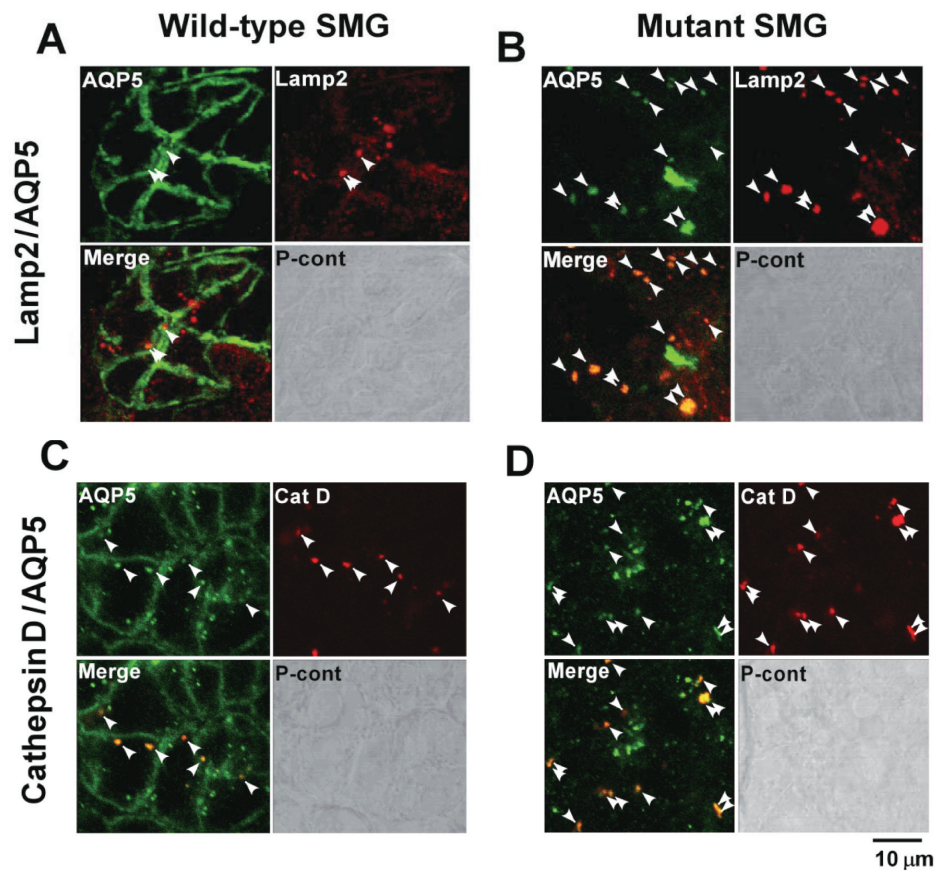 Wild-type SMG
Mutant SMG
A
B
Lamp2/AQP5
AQP5
Lamp2
Merge
P-cont
AQP5
Lamp2
Merge
P-cont
C
D
Cathepsin D/AQP5
AQP5
Cat D
Merge
P-cont
AQP5
Cat D
Merge
P-cont
10 μm